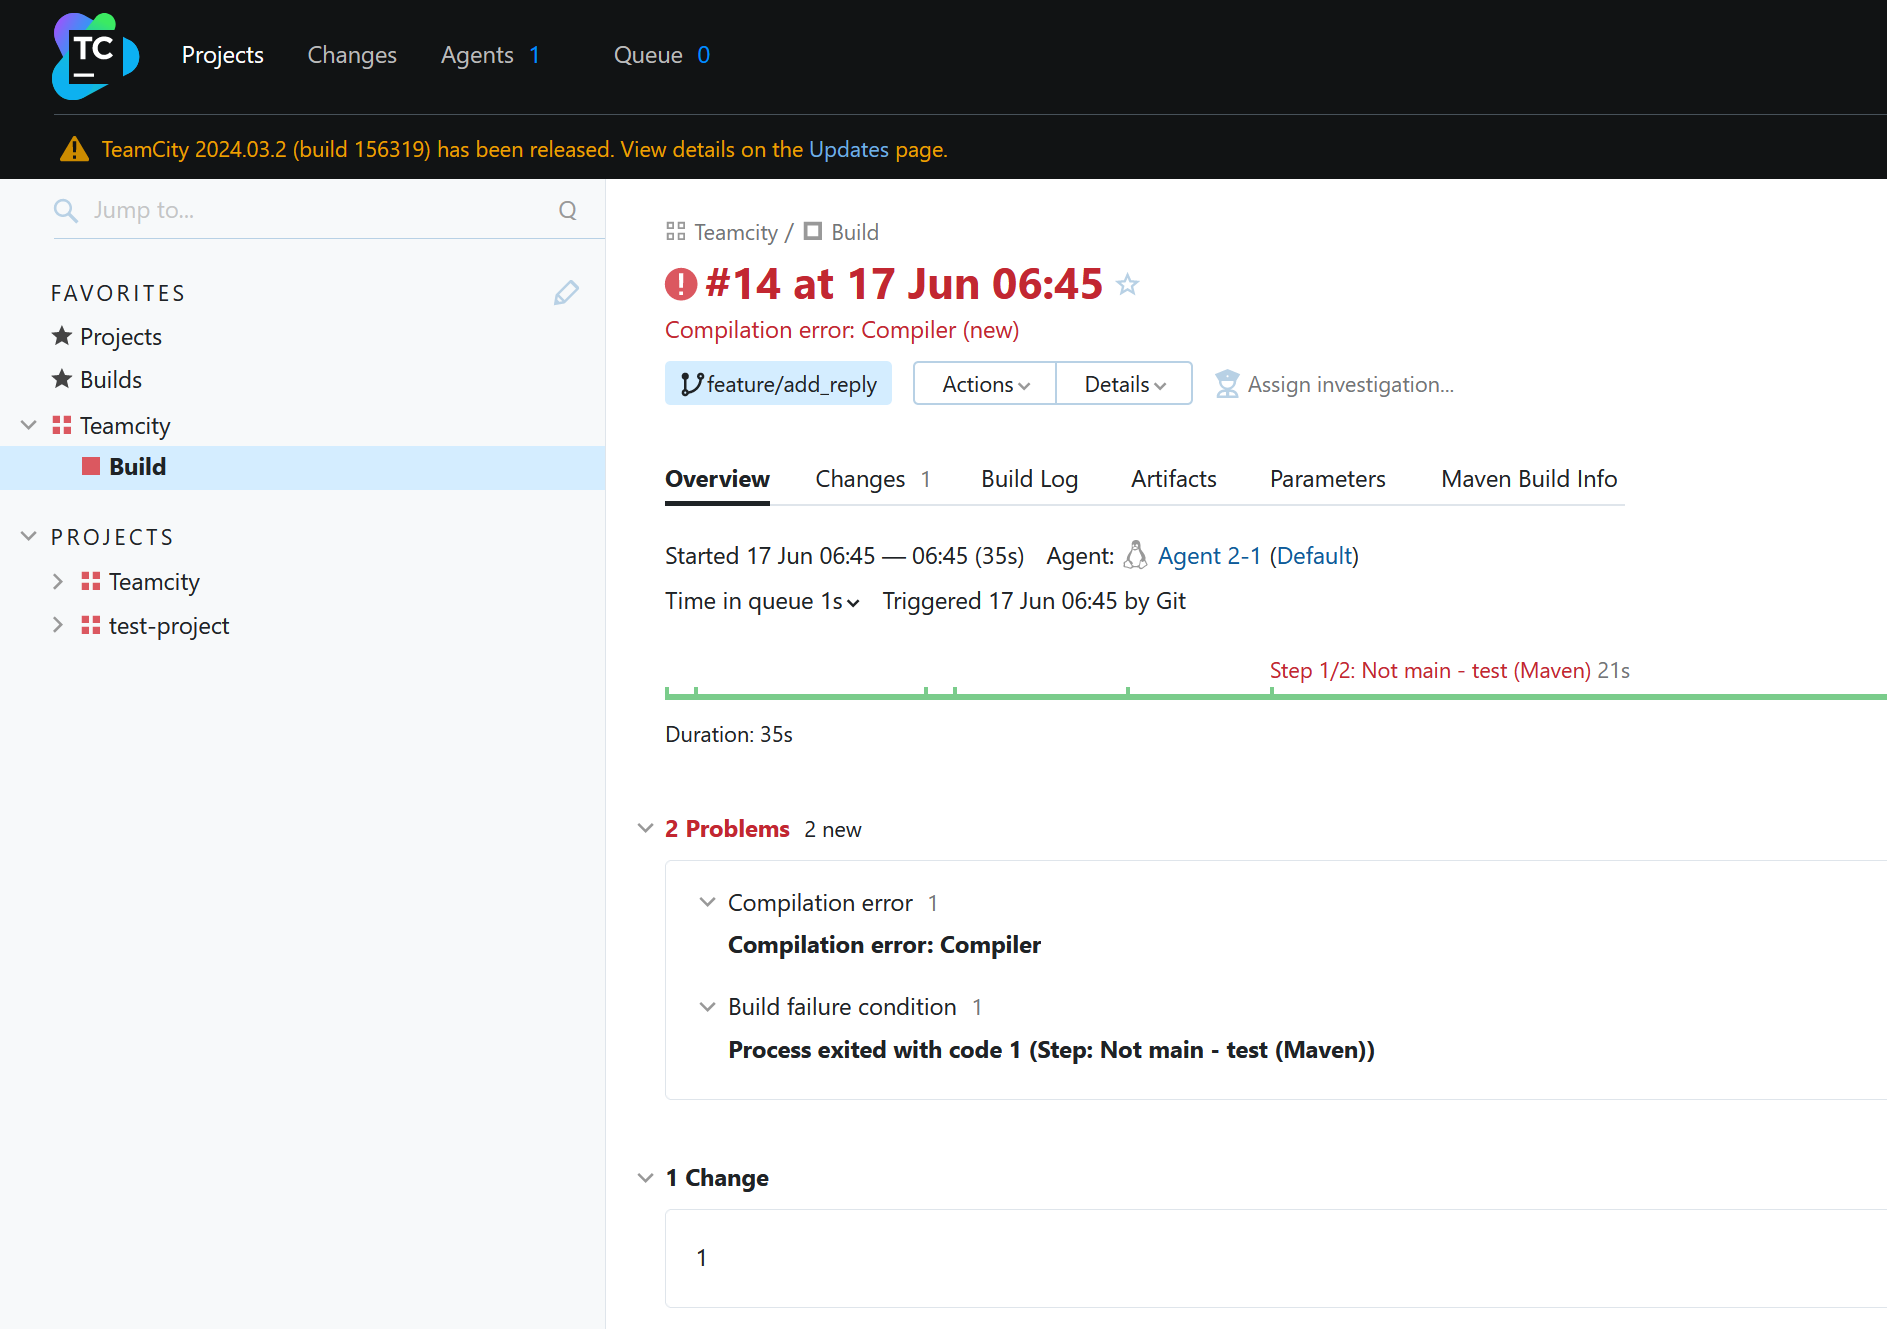 TC
Projects Changes Agents 1 Queue 0
TeamCity 2024.03.2 (build 156319) has been released. View details on the Updates page.
Jump to... Q
FAVORITES
Projects
Builds
Teamcity
Build
PROJECTS
Teamcity
test-project
Teamcity / Build
#14 at 17 Jun 06:45
Compilation error: Compiler (new)
feature/add_reply Actions Details Assign investigation...
Overview Changes 1 Build Log Artifacts Parameters Maven Build Info
Started 17 Jun 06:45 — 06:45 (35s) Agent: Agent 2-1 (Default)
Time in queue 1s Triggered 17 Jun 06:45 by Git
Step 1/2: Not main - test (Maven) 21s
Duration: 35s
2 Problems 2 new
Compilation error 1
Compilation error: Compiler
Build failure condition 1
Process exited with code 1 (Step: Not main - test (Maven))
1 Change
1